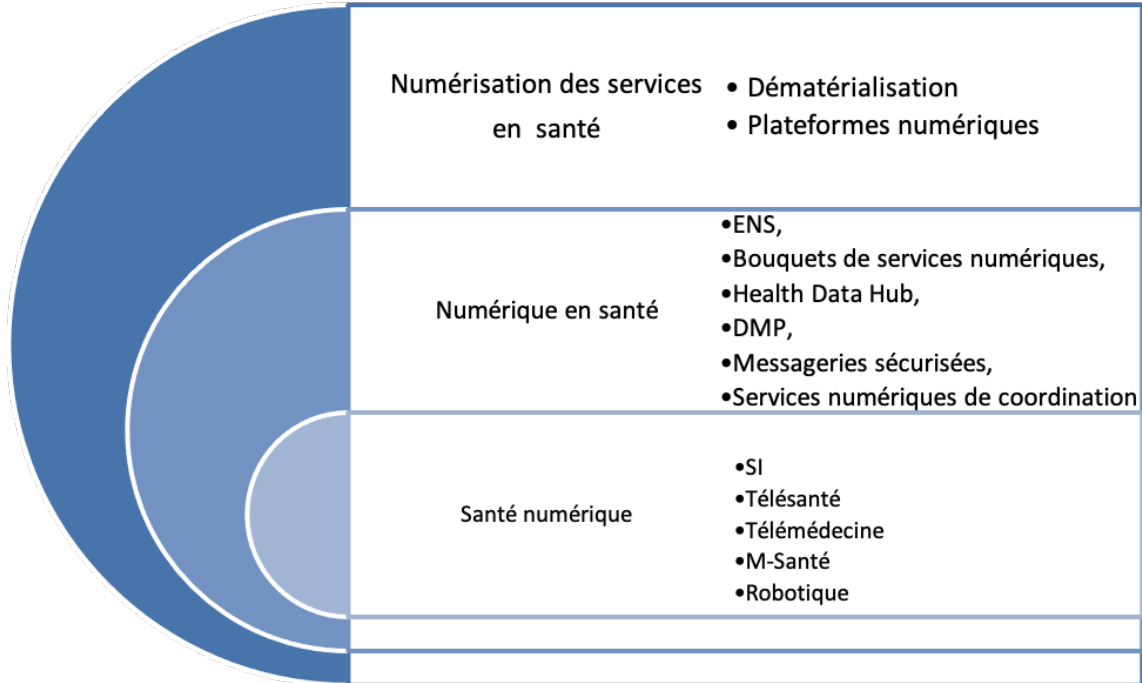 Numérisation des services
en santé
• Dématérialisation
• Plateformes numériques
Numérique en santé
•ENS,
•Bouquets de services numériques,
•Health Data Hub,
•DMP,
•Messageries sécurisées,
•Services numériques de coordination
Santé numérique
•SI
•Télésanté
•Télémédecine
•M-Santé
•Robotique